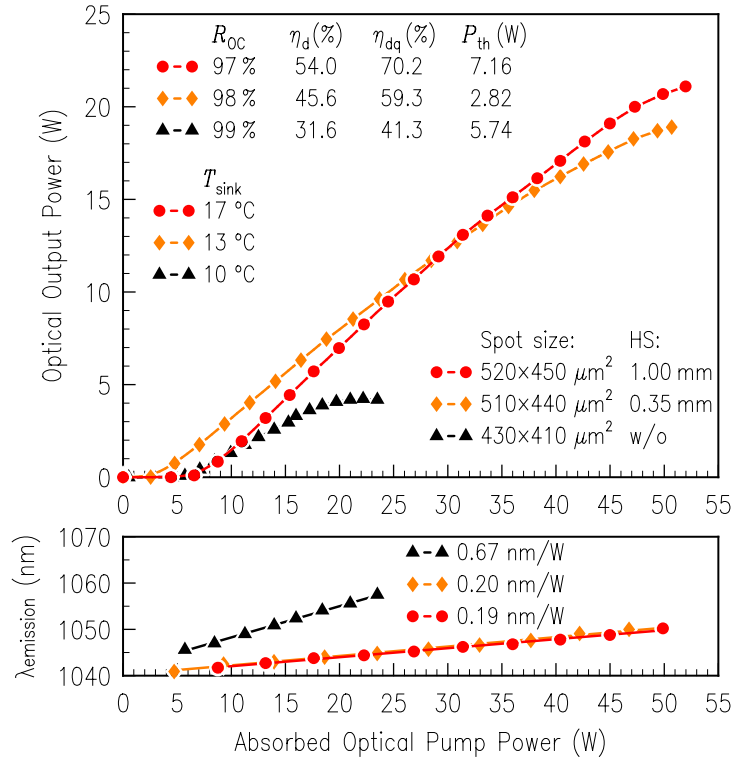 R_OC η_d(%) η_dq(%) P_th(W)
97% 54.0 70.2 7.16
98% 45.6 59.3 2.82
99% 31.6 41.3 5.74
T_sink
17 °C
13 °C
10 °C
Spot size: HS:
520×450 μm² 1.00 mm
510×440 μm² 0.35 mm
430×410 μm² w/o
Optical Output Power (W)
25
20
15
10
5
0
0 5 10 15 20 25 30 35 40 45 50 55
0.67 nm/W
0.20 nm/W
0.19 nm/W
λemission (nm)
1070
1060
1050
1040
0 5 10 15 20 25 30 35 40 45 50 55
Absorbed Optical Pump Power (W)